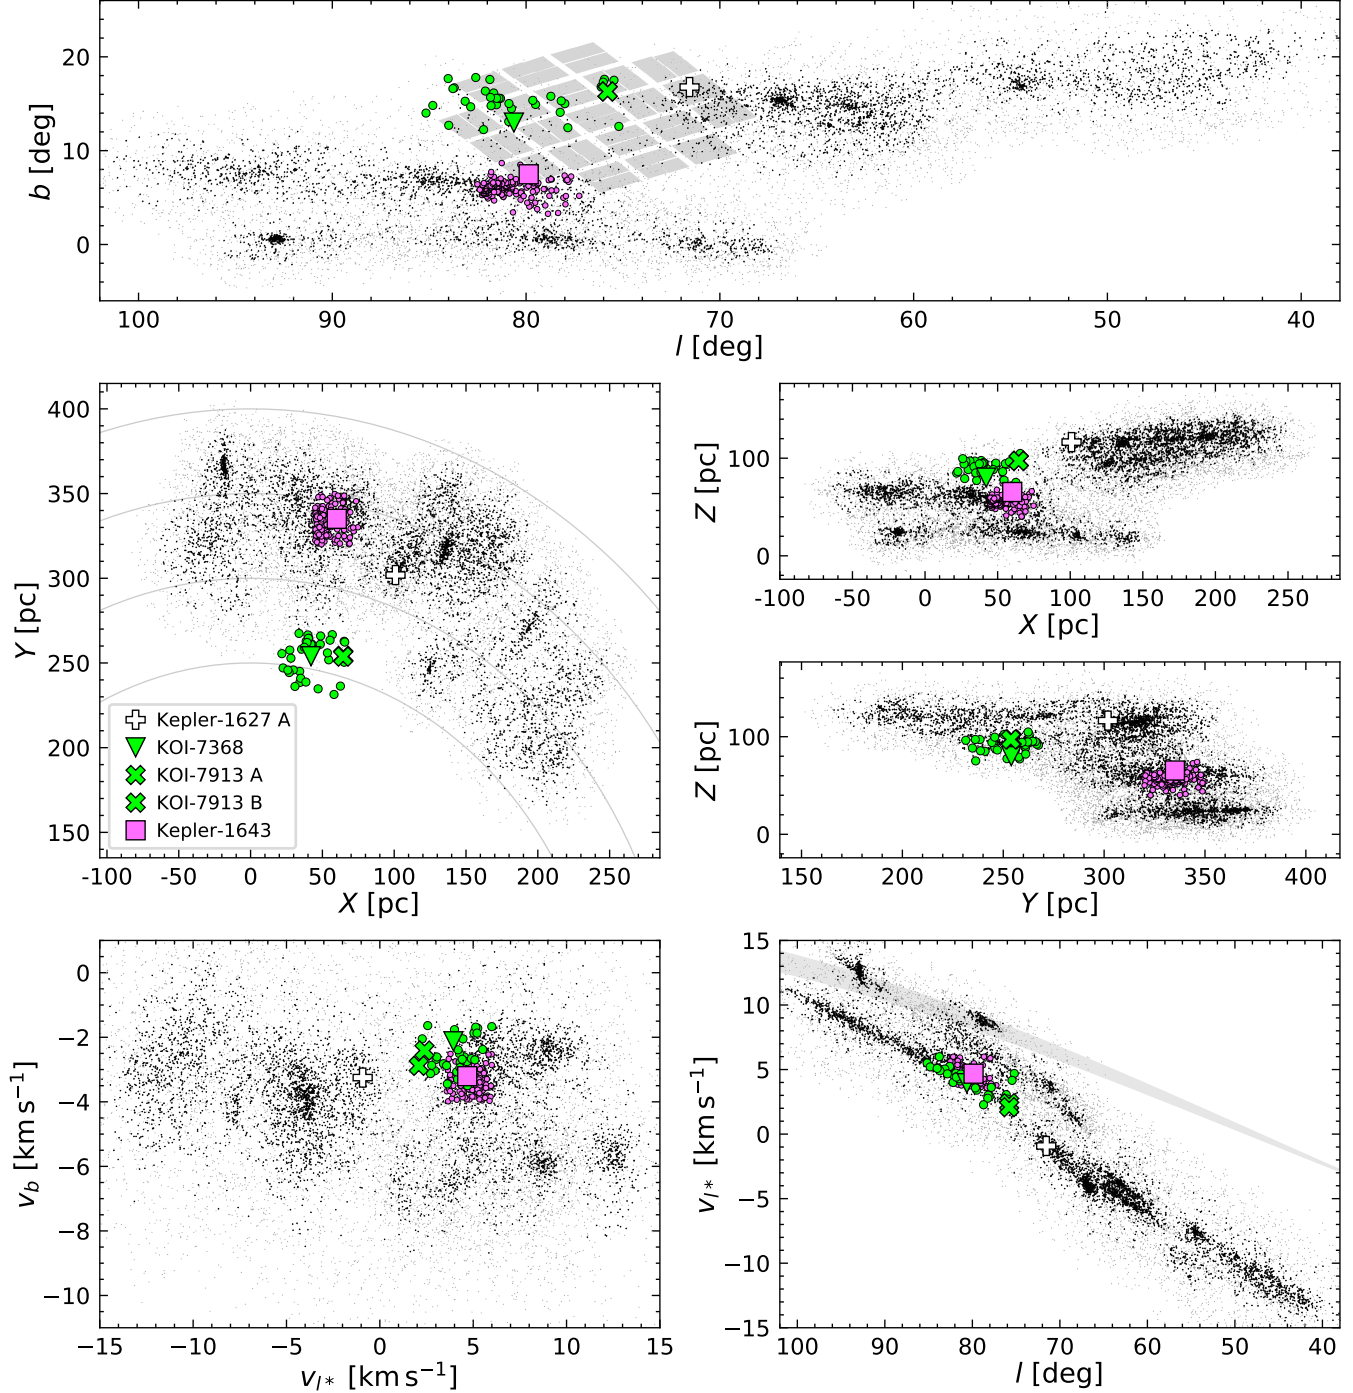 20
10
0
b [deg]
100 90 80 70 60 50 40
l [deg]
400
350
300
250
200
150
Y [pc]
Kepler-1627 A
KOI-7368
KOI-7913 A
KOI-7913 B
Kepler-1643
-100 -50 0 50 100 150 200 250
X [pc]
100
0
Z [pc]
-100 -50 0 50 100 150 200 250
X [pc]
100
0
Z [pc]
150 200 250 300 350 400
Y [pc]
0
−2
−4
−6
−8
−10
v_b [km s⁻¹]
−15 −10 −5 0 5 10 15
v_{l*} [km s⁻¹]
15
10
5
0
−5
−10
−15
v_{l*} [km s⁻¹]
100 90 80 70 60 50 40
l [deg]